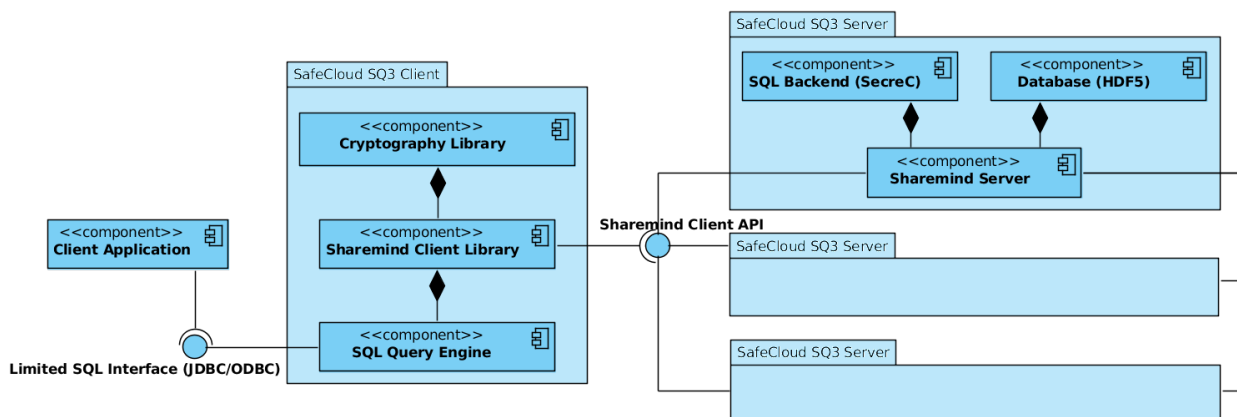 SafeCloud SQ3 Client
<<component>>
Cryptography Library
<<component>>
Sharemind Client Library
<<component>>
SQL Query Engine
<<component>>
Client Application
Limited SQL Interface (JDBC/ODBC)
Sharemind Client API
SafeCloud SQ3 Server
<<component>>
SQL Backend (SecreC)
<<component>>
Database (HDF5)
<<component>>
Sharemind Server
SafeCloud SQ3 Server
SafeCloud SQ3 Server